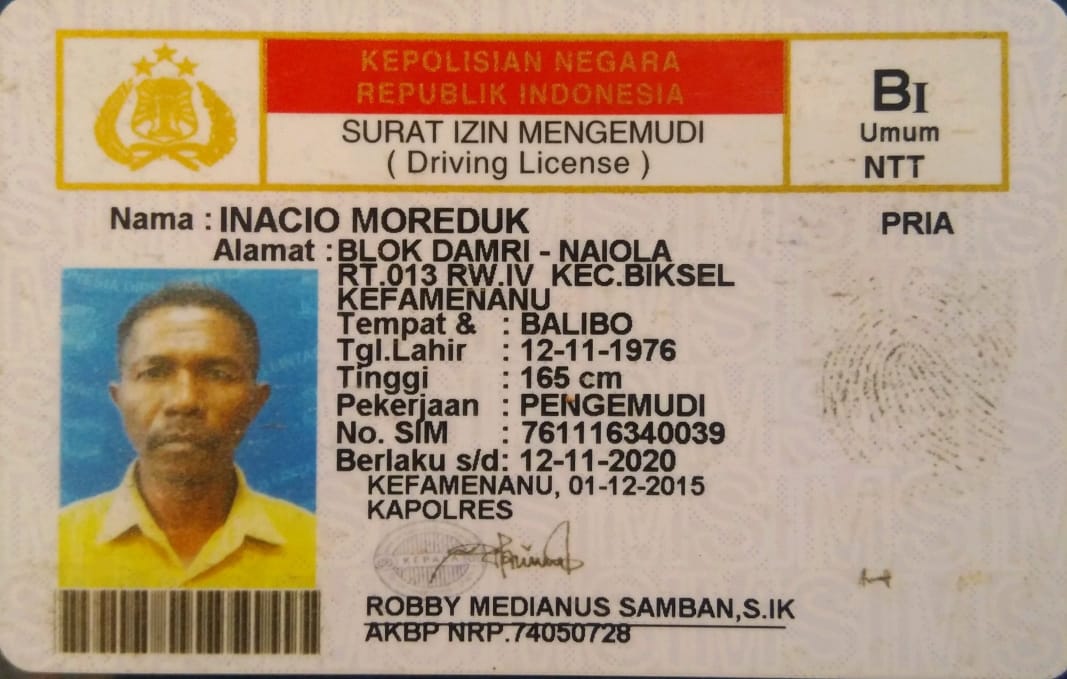 KEPOLISIAN NEGARA
REPUBLIK INDONESIA
SURAT IZIN MENGEMUDI
( Driving License )
BI
Umum
NTT
Nama : INACIO MOREDUK
PRIA
Alamat : BLOK DAMRI - NAIOLA
RT.013 RW.IV KEC.BIKSEL
KEFAMENANU
Tempat & : BALIBO
Tgl.Lahir : 12-11-1976
Tinggi : 165 cm
Pekerjaan : PENGEMUDI
No. SIM : 761116340039
Berlaku s/d: 12-11-2020
KEFAMENANU, 01-12-2015
KAPOLRES
ROBBY MEDIANUS SAMBAN,S.IK
AKBP NRP.74050728